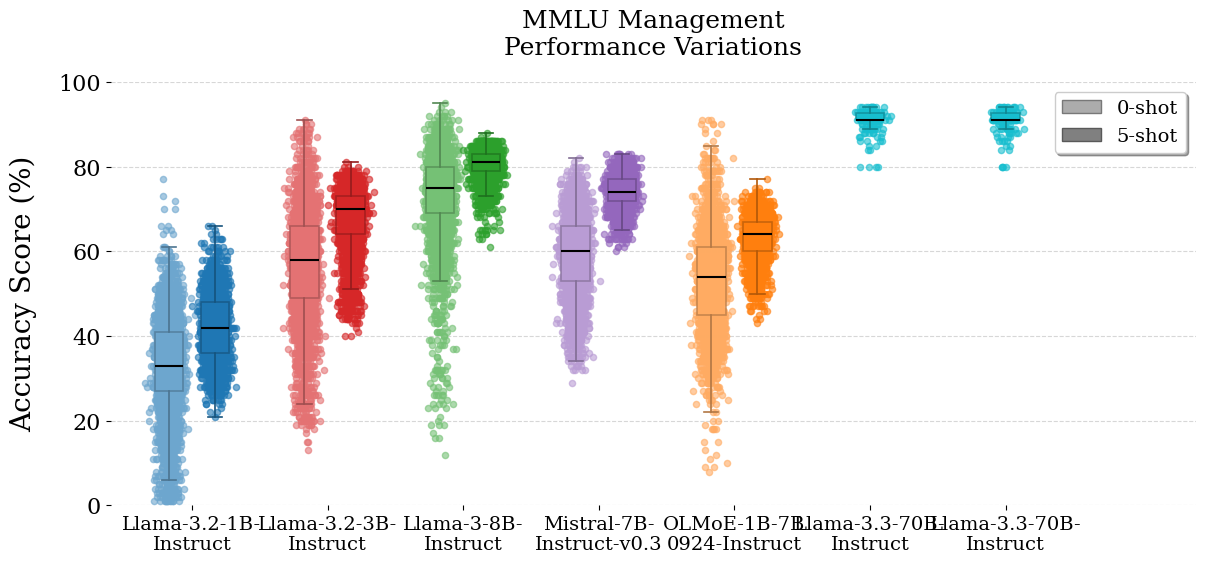 MMLU Management
Performance Variations
Accuracy Score (%)
100
80
60
40
20
0
0-shot
5-shot
Llama-3.2-1B-
Instruct
Llama-3.2-3B-
Instruct
Llama-3-8B-
Instruct
Mistral-7B-
Instruct-v0.3
OLMoE-1B-7B-
0924-Instruct
Llama-3.3-70B-
Instruct
Llama-3.3-70B-
Instruct